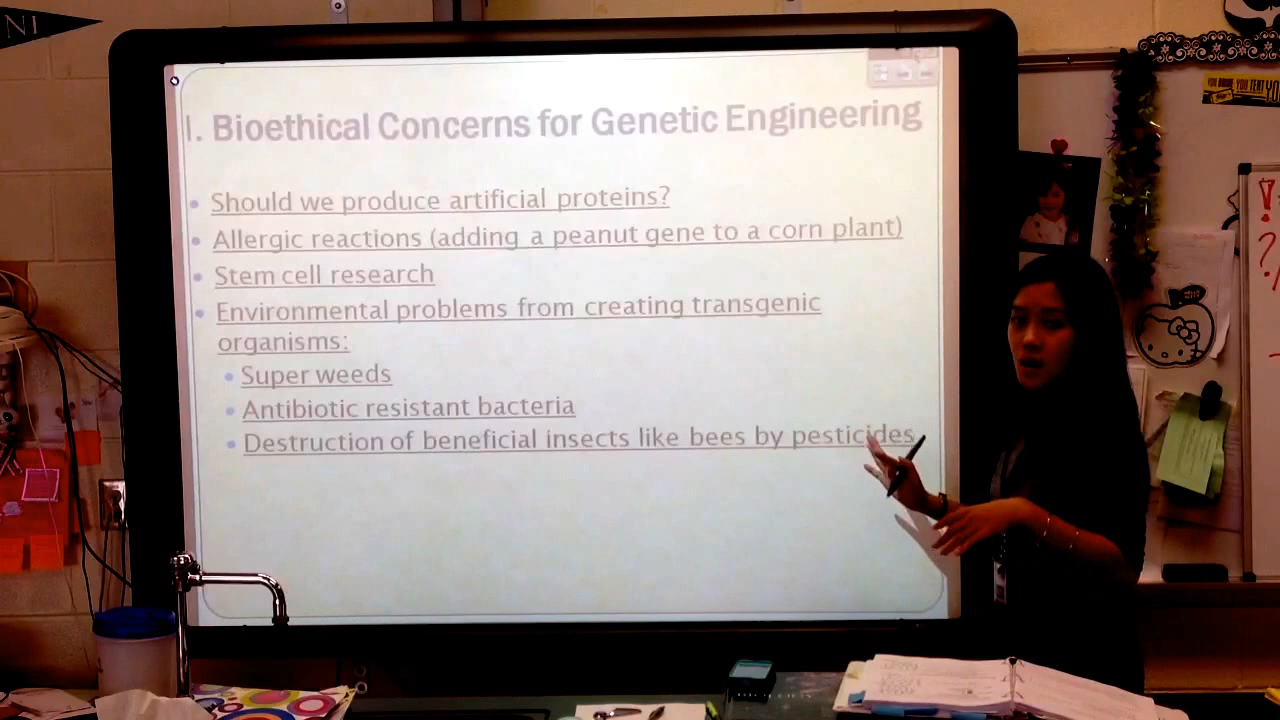 NI
I. Bioethical Concerns for Genetic Engineering
• Should we produce artificial proteins?
• Allergic reactions (adding a peanut gene to a corn plant)
• Stem cell research
• Environmental problems from creating transgenic
organisms:
• Super weeds
• Antibiotic resistant bacteria
• Destruction of beneficial insects like bees by pesticides